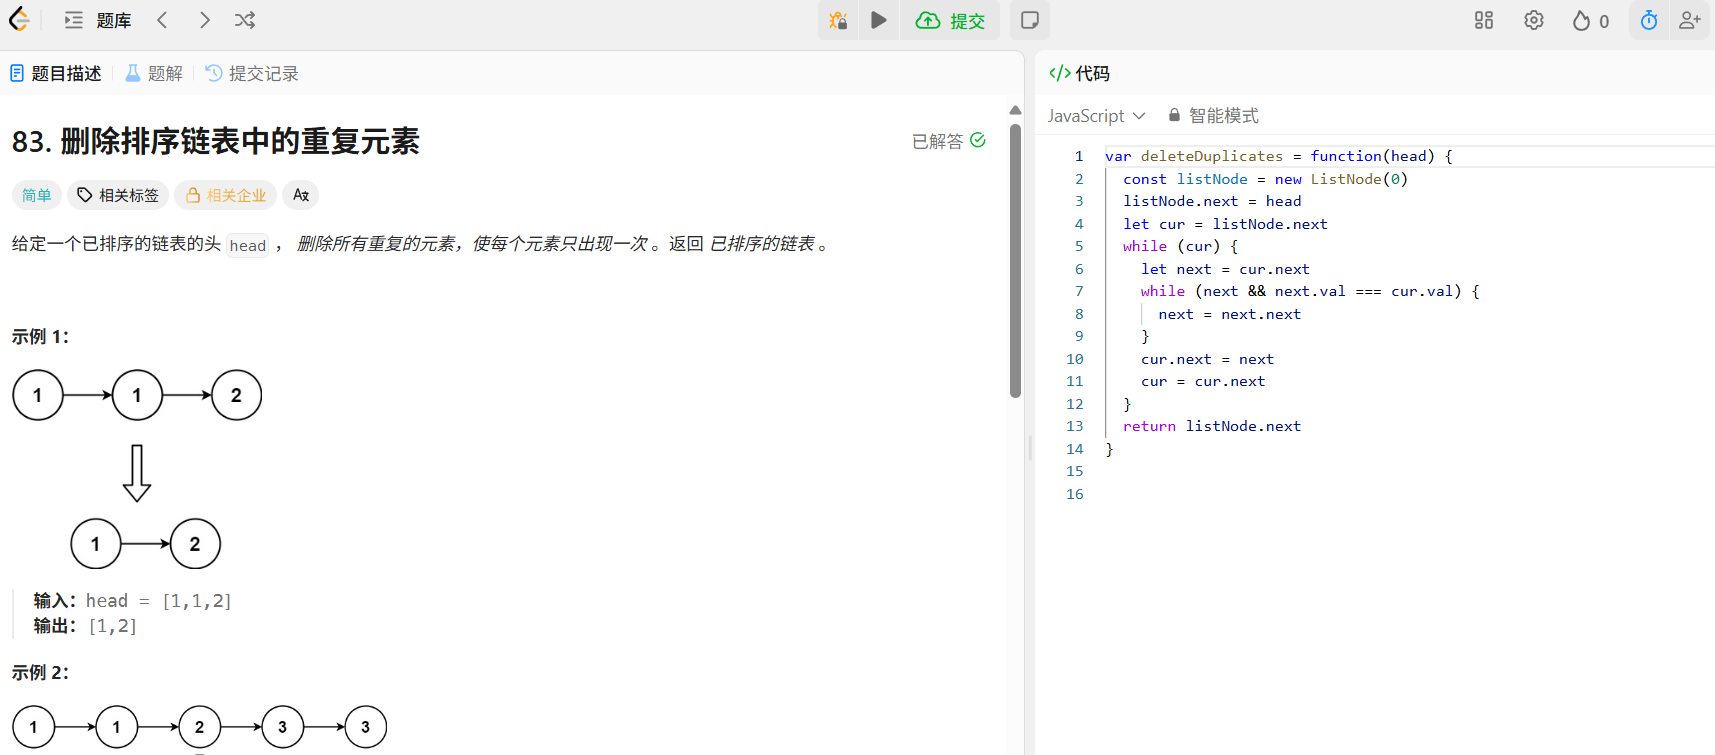 题库
提交
0
题目描述
题解
提交记录
83. 删除排序链表中的重复元素
已解答
简单
相关标签
相关企业
给定一个已排序的链表的头 head ， 删除所有重复的元素，使每个元素只出现一次 。返回 已排序的链表 。
示例 1：
1 1 2
1 2
输入：head = [1,1,2]
输出：[1,2]
示例 2：
1 1 2 3 3
</> 代码
JavaScript
智能模式
1 var deleteDuplicates = function(head) {
2 const listNode = new ListNode(0)
3 listNode.next = head
4 let cur = listNode.next
5 while (cur) {
6 let next = cur.next
7 while (next && next.val === cur.val) {
8 next = next.next
9 }
10 cur.next = next
11 cur = cur.next
12 }
13 return listNode.next
14 }
15
16